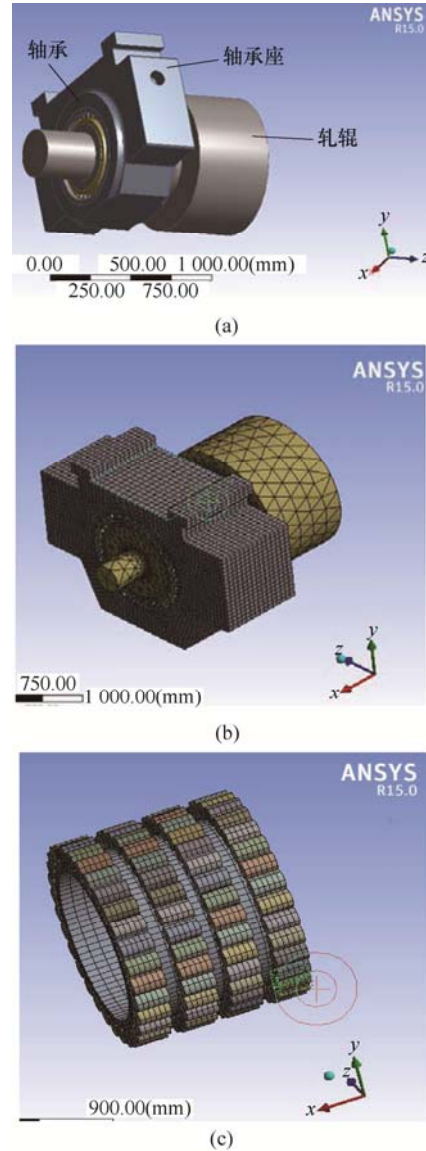 ANSYS
R15.0
轴承
轴承座
轧辊
0.00 500.00 1 000.00(mm)
250.00 750.00
y
z
x
(a)
ANSYS
R15.0
750.00
1 000.00(mm)
y
z
x
(b)
ANSYS
R15.0
900.00(mm)
y
z
x
(c)